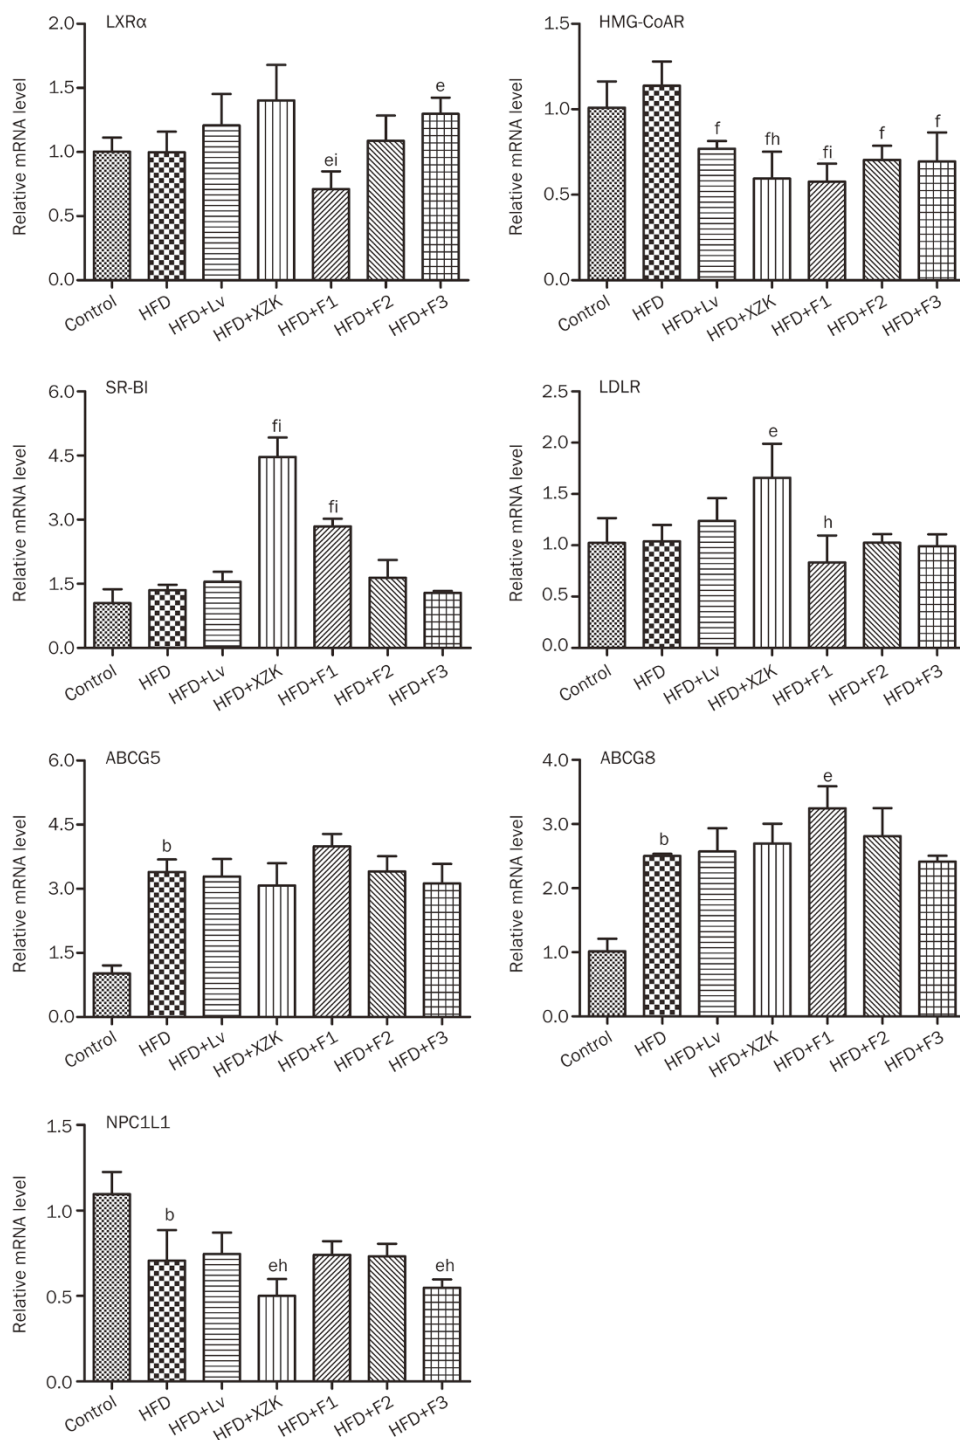 LXRα
Relative mRNA level
2.0
1.5
1.0
0.5
0.0
ei
e
Control
HFD
HFD+Lv
HFD+XZK
HFD+F1
HFD+F2
HFD+F3
HMG-CoAR
Relative mRNA level
1.5
1.0
0.5
0.0
f
fh
fi
f
f
Control
HFD
HFD+Lv
HFD+XZK
HFD+F1
HFD+F2
HFD+F3
SR-BI
Relative mRNA level
6.0
4.5
3.0
1.5
0.0
fi
fi
Control
HFD
HFD+Lv
HFD+XZK
HFD+F1
HFD+F2
HFD+F3
LDLR
Relative mRNA level
2.5
2.0
1.5
1.0
0.5
0.0
e
h
Control
HFD
HFD+Lv
HFD+XZK
HFD+F1
HFD+F2
HFD+F3
ABCG5
Relative mRNA level
6.0
4.5
3.0
1.5
0.0
b
Control
HFD
HFD+Lv
HFD+XZK
HFD+F1
HFD+F2
HFD+F3
ABCG8
Relative mRNA level
4.0
3.0
2.0
1.0
0.0
b
e
Control
HFD
HFD+Lv
HFD+XZK
HFD+F1
HFD+F2
HFD+F3
NPC1L1
Relative mRNA level
1.5
1.0
0.5
0.0
b
eh
eh
Control
HFD
HFD+Lv
HFD+XZK
HFD+F1
HFD+F2
HFD+F3